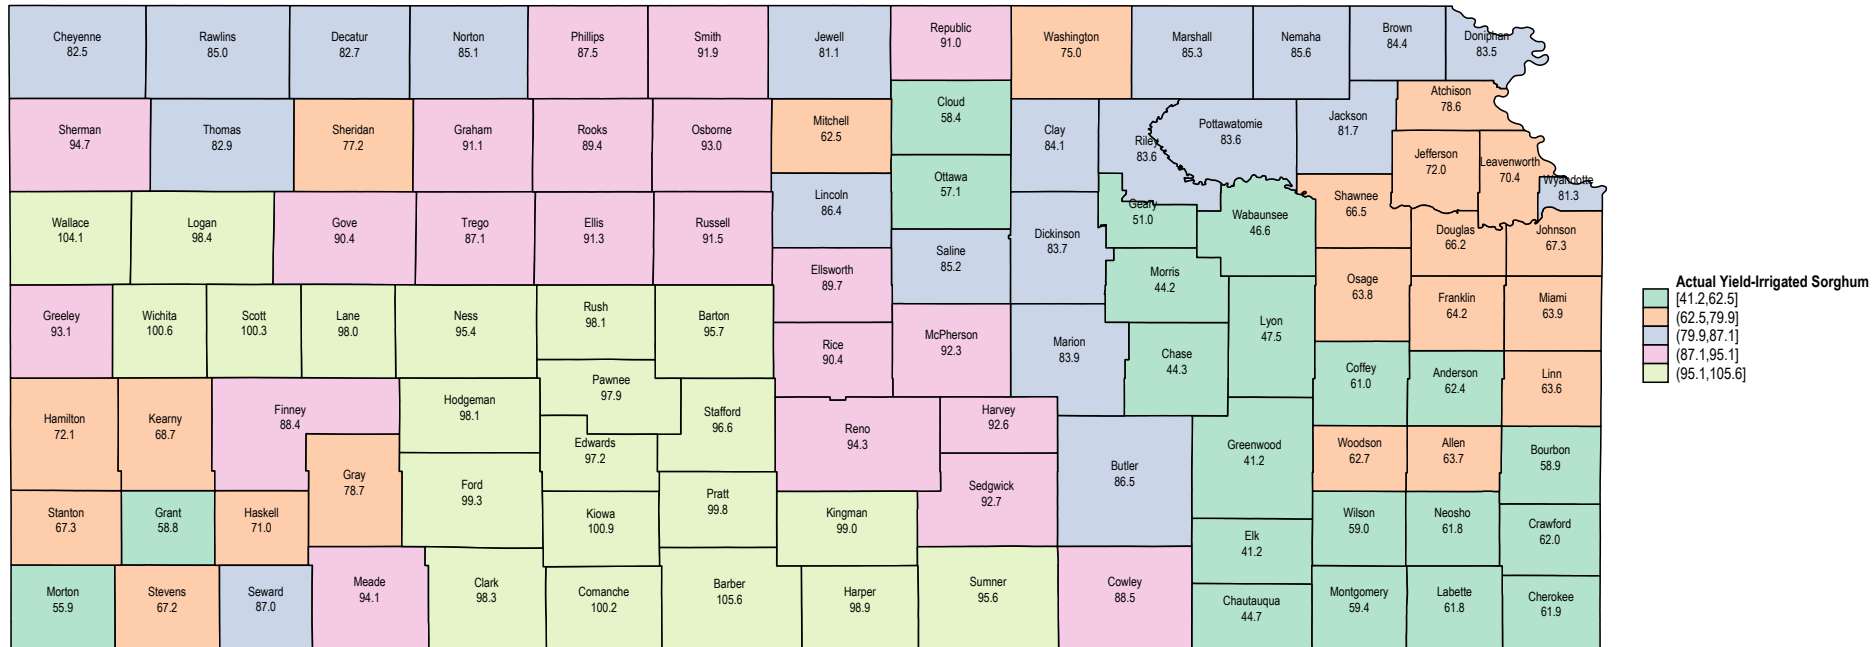 Cheyenne
82.5
Rawlins
85.0
Decatur
82.7
Norton
85.1
Phillips
87.5
Smith
91.9
Jewell
81.1
Republic
91.0
Washington
75.0
Marshall
85.3
Nemaha
85.6
Brown
84.4
Doniphan
83.5
Sherman
94.7
Thomas
82.9
Sheridan
77.2
Graham
91.1
Rooks
89.4
Osborne
93.0
Mitchell
62.5
Cloud
58.4
Clay
84.1
Riley
83.6
Pottawatomie
83.6
Jackson
81.7
Atchison
78.6
Jefferson
72.0
Leavenworth
70.4
Wyandotte
81.3
Wallace
104.1
Logan
98.4
Gove
90.4
Trego
87.1
Ellis
91.3
Russell
91.5
Lincoln
86.4
Ottawa
57.1
Saline
85.2
Dickinson
83.7
Geary
51.0
Wabaunsee
46.6
Shawnee
66.5
Douglas
66.2
Johnson
67.3
Greeley
93.1
Wichita
100.6
Scott
100.3
Lane
98.0
Ness
95.4
Rush
98.1
Barton
95.7
Ellsworth
89.7
Rice
90.4
McPherson
92.3
Marion
83.9
Morris
44.2
Chase
44.3
Lyon
47.5
Osage
63.8
Franklin
64.2
Miami
63.9
Hamilton
72.1
Kearny
68.7
Finney
88.4
Hodgeman
98.1
Pawnee
97.9
Stafford
96.6
Edwards
97.2
Reno
94.3
Harvey
92.6
Coffey
61.0
Anderson
62.4
Linn
63.6
Gray
78.7
Ford
99.3
Kiowa
100.9
Pratt
99.8
Kingman
99.0
Sedgwick
92.7
Butler
86.5
Greenwood
41.2
Woodson
62.7
Allen
63.7
Bourbon
58.9
Stanton
67.3
Grant
58.8
Haskell
71.0
Elk
41.2
Wilson
59.0
Neosho
61.8
Crawford
62.0
Morton
55.9
Stevens
67.2
Seward
87.0
Meade
94.1
Clark
98.3
Comanche
100.2
Barber
105.6
Harper
98.9
Sumner
95.6
Cowley
88.5
Chautauqua
44.7
Montgomery
59.4
Labette
61.8
Cherokee
61.9
Actual Yield-Irrigated Sorghum
[41.2,62.5]
(62.5,79.9]
(79.9,87.1]
(87.1,95.1]
(95.1,105.6]